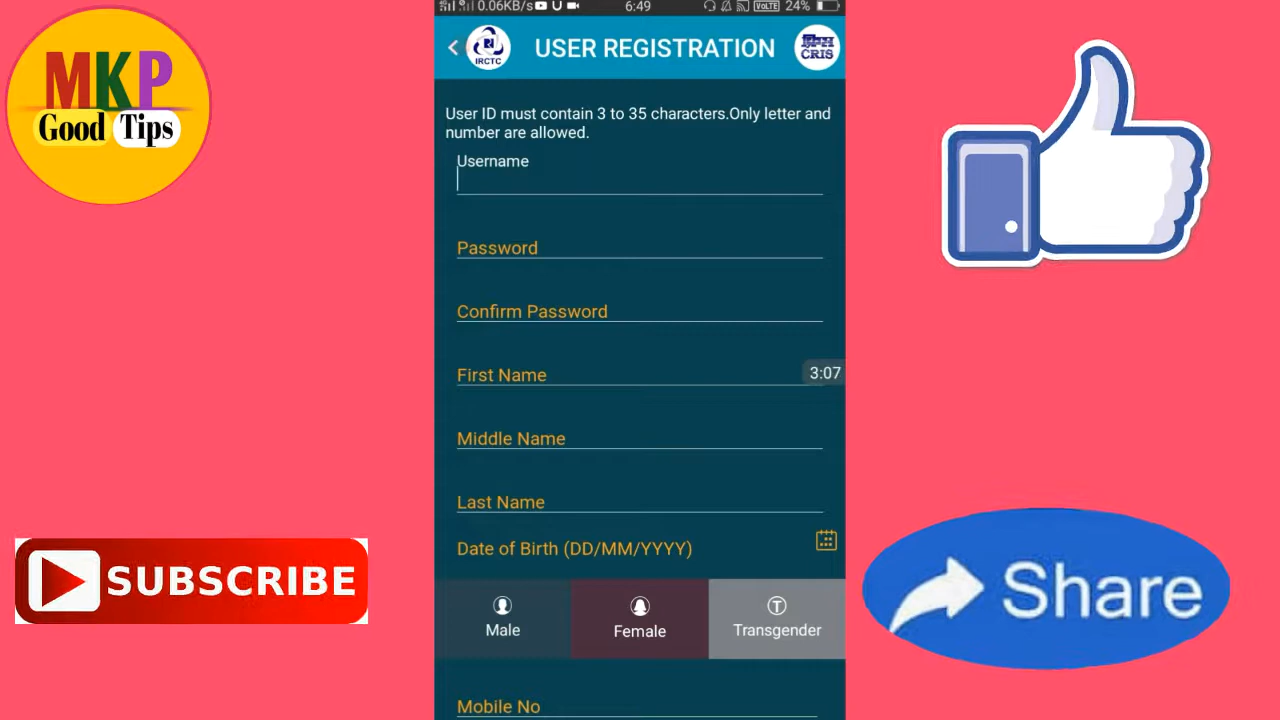 MKP
Good Tips
0.06KB/s
6:49
VOLTE
24%
IRCTC
USER REGISTRATION
CRIS
User ID must contain 3 to 35 characters.Only letter and
number are allowed.
Username
Password
Confirm Password
First Name
3:07
Middle Name
Last Name
Date of Birth (DD/MM/YYYY)
Male
Female
T
Transgender
Mobile No
SUBSCRIBE
Share